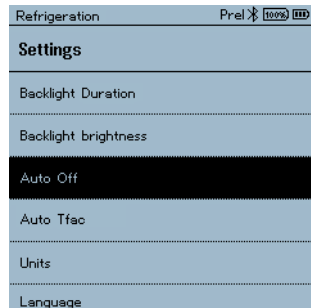 Refrigeration Prel 100%
Settings
Backlight Duration
Backlight brightness
Auto Off
Auto Tfac
Units
Language